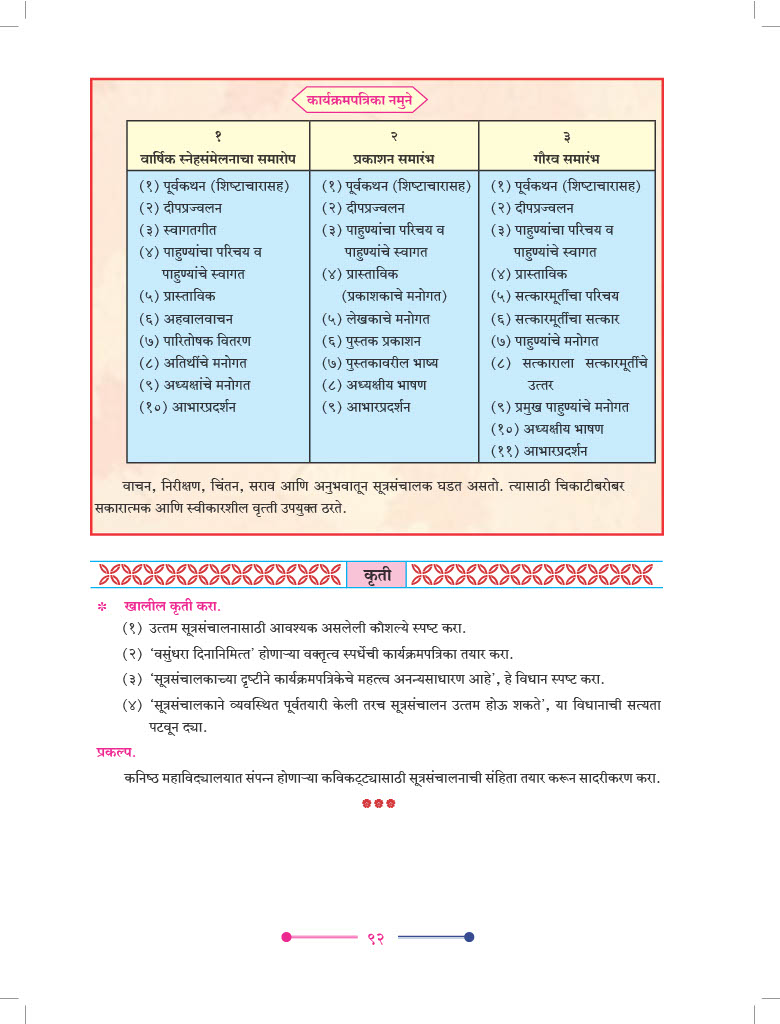 कार्यक्रमपत्रिका नमुने
१
वार्षिक स्नेहसंमेलनाचा समारोप
(१) पूर्वकथन (शिष्टाचारासह)
(२) दीपप्रज्वलन
(३) स्वागतगीत
(४) पाहुण्यांचा परिचय व
पाहुण्यांचे स्वागत
(५) प्रास्ताविक
(६) अहवालवाचन
(७) पारितोषक वितरण
(८) अतिथींचे मनोगत
(९) अध्यक्षांचे मनोगत
(१०) आभारप्रदर्शन
२
प्रकाशन समारंभ
(१) पूर्वकथन (शिष्टाचारासह)
(२) दीपप्रज्वलन
(३) पाहुण्यांचा परिचय व
पाहुण्यांचे स्वागत
(४) प्रास्ताविक
(प्रकाशकाचे मनोगत)
(५) लेखकाचे मनोगत
(६) पुस्तक प्रकाशन
(७) पुस्तकावरील भाष्य
(८) अध्यक्षीय भाषण
(९) आभारप्रदर्शन
३
गौरव समारंभ
(१) पूर्वकथन (शिष्टाचारासह)
(२) दीपप्रज्वलन
(३) पाहुण्यांचा परिचय व
पाहुण्यांचे स्वागत
(४) प्रास्ताविक
(५) सत्कारमूर्तींचा परिचय
(६) सत्कारमूर्तींचा सत्कार
(७) पाहुण्यांचे मनोगत
(८) सत्काराला सत्कारमूर्तींचे
उत्तर
(९) प्रमुख पाहुण्यांचे मनोगत
(१०) अध्यक्षीय भाषण
(११) आभारप्रदर्शन
वाचन, निरीक्षण, चिंतन, सराव आणि अनुभवातून सूत्रसंचालक घडत असतो. त्यासाठी चिकाटीबरोबर
सकारात्मक आणि स्वीकारशील वृत्ती उपयुक्त ठरते.
कृती
* खालील कृती करा.
(१) उत्तम सूत्रसंचालनासाठी आवश्यक असलेली कौशल्ये स्पष्ट करा.
(२) ‘वसुंधरा दिनानिमित्त’ होणाऱ्या वक्तृत्व स्पर्धेची कार्यक्रमपत्रिका तयार करा.
(३) ‘सूत्रसंचालकाच्या दृष्टीने कार्यक्रमपत्रिकेचे महत्त्व अनन्यसाधारण आहे’, हे विधान स्पष्ट करा.
(४) ‘सूत्रसंचालकाने व्यवस्थित पूर्वतयारी केली तरच सूत्रसंचालन उत्तम होऊ शकते’, या विधानाची सत्यता
पटवून द्या.
प्रकल्प.
कनिष्ठ महाविद्यालयात संपन्न होणाऱ्या कविकट्ट्यासाठी सूत्रसंचालनाची संहिता तयार करून सादरीकरण करा.
९२